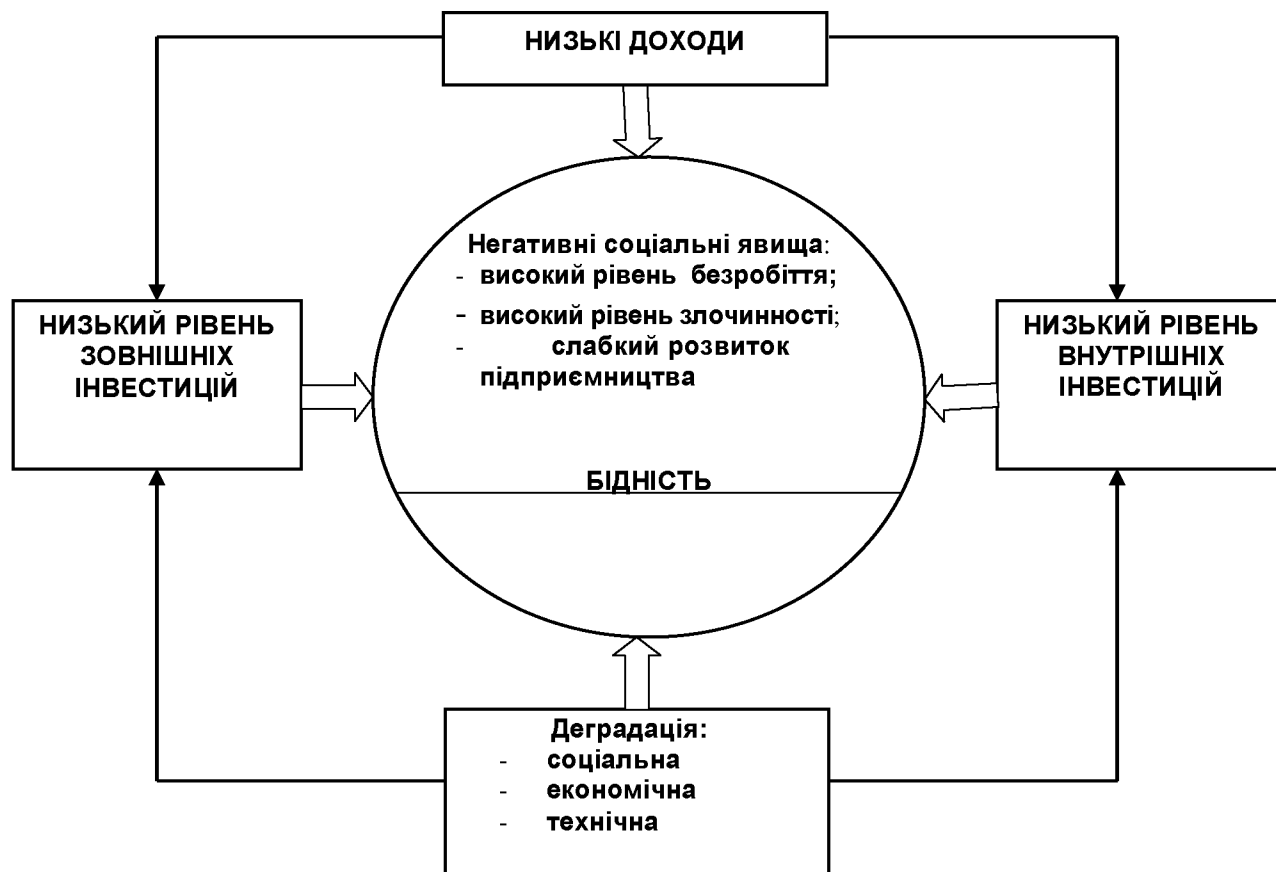 НИЗЬКІ ДОХОДИ
Негативні соціальні явища:
- високий рівень безробіття;
- високий рівень злочинності;
- слабкий розвиток
підприємництва
НИЗЬКИЙ РІВЕНЬ
ЗОВНІШНІХ
ІНВЕСТИЦІЙ
НИЗЬКИЙ РІВЕНЬ
ВНУТРІШНІХ
ІНВЕСТИЦІЙ
БІДНІСТЬ
Деградація:
- соціальна
- економічна
- технічна